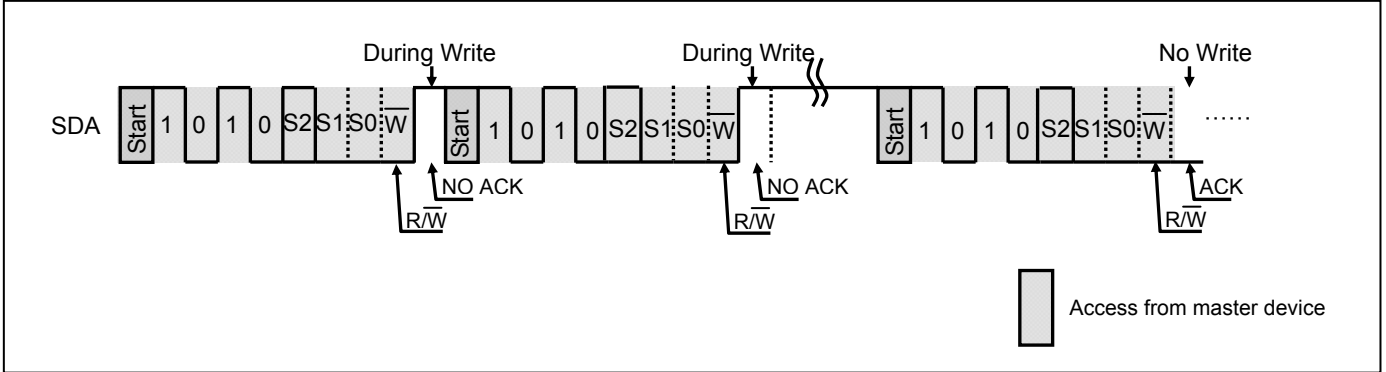 During Write During Write No Write
SDA Start 1 0 1 0 S2 S1 S0 W̅ Start 1 0 1 0 S2 S1 S0 W̅ Start 1 0 1 0 S2 S1 S0 W̅ ......
NO ACK NO ACK ACK
R/W̅ R/W̅ R/W̅
Access from master device